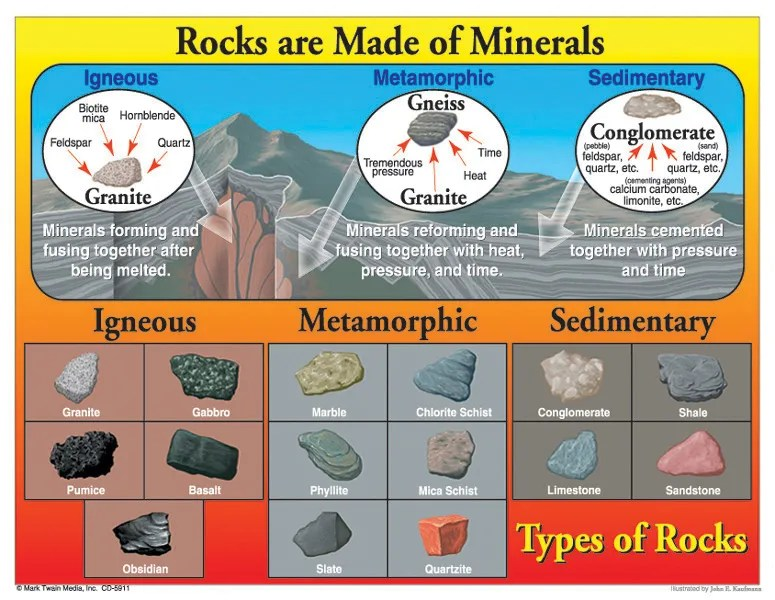 Rocks are Made of Minerals
Igneous
Metamorphic
Sedimentary
Biotite
mica
Hornblende
Feldspar
Quartz
Granite
Gneiss
Tremendous
pressure
Time
Heat
Granite
Conglomerate
(pebble)
feldspar,
quartz, etc.
(sand)
feldspar,
quartz, etc.
(cementing agents)
calcium carbonate,
limonite, etc.
Minerals forming and
fusing together after
being melted.
Minerals reforming and
fusing together with heat,
pressure, and time.
Minerals cemented
together with pressure
and time
Igneous
Metamorphic
Sedimentary
Granite
Gabbro
Marble
Chlorite Schist
Conglomerate
Shale
Pumice
Basalt
Phyllite
Mica Schist
Limestone
Sandstone
Obsidian
Slate
Quartzite
Types of Rocks
© Mark Twain Media, Inc. CD-5911
Illustrated by John E. Kaufmann